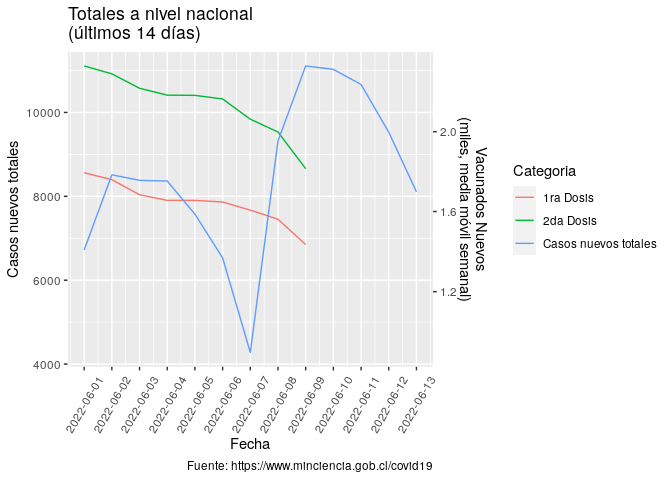 Totales a nivel nacional
(últimos 14 días)
Casos nuevos totales
10000
8000
6000
4000
2.0
1.6
1.2
Vacunados Nuevos
(miles, media móvil semanal)
2022-06-01
2022-06-02
2022-06-03
2022-06-04
2022-06-05
2022-06-06
2022-06-07
2022-06-08
2022-06-09
2022-06-10
2022-06-11
2022-06-12
2022-06-13
Fecha
Categoria
1ra Dosis
2da Dosis
Casos nuevos totales
Fuente: https://www.minciencia.gob.cl/covid19